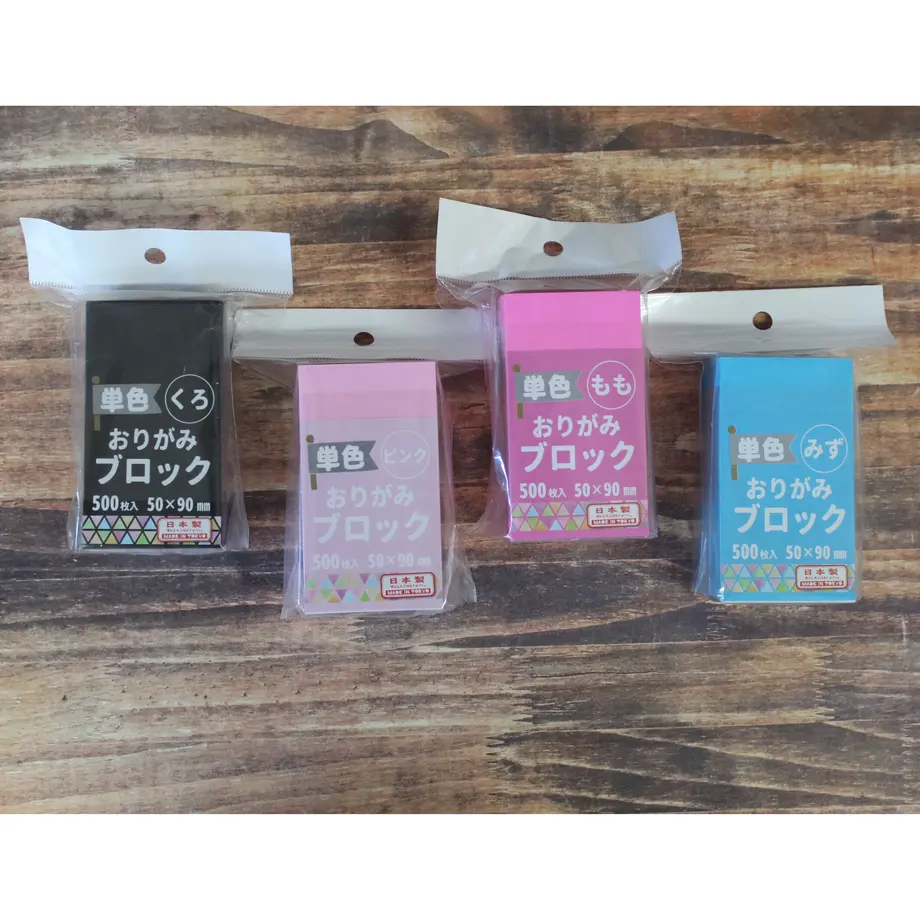 単色 くろ
おりがみ
ブロック
500枚入 50×90mm
日本製
MADE IN TOKYO
単色 ピンク
おりがみ
ブロック
500枚入 50×90mm
日本製
MADE IN TOKYO
単色 もも
おりがみ
ブロック
500枚入 50×90mm
日本製
MADE IN TOKYO
単色 みず
おりがみ
ブロック
500枚入 50×90mm
日本製
MADE IN TOKYO